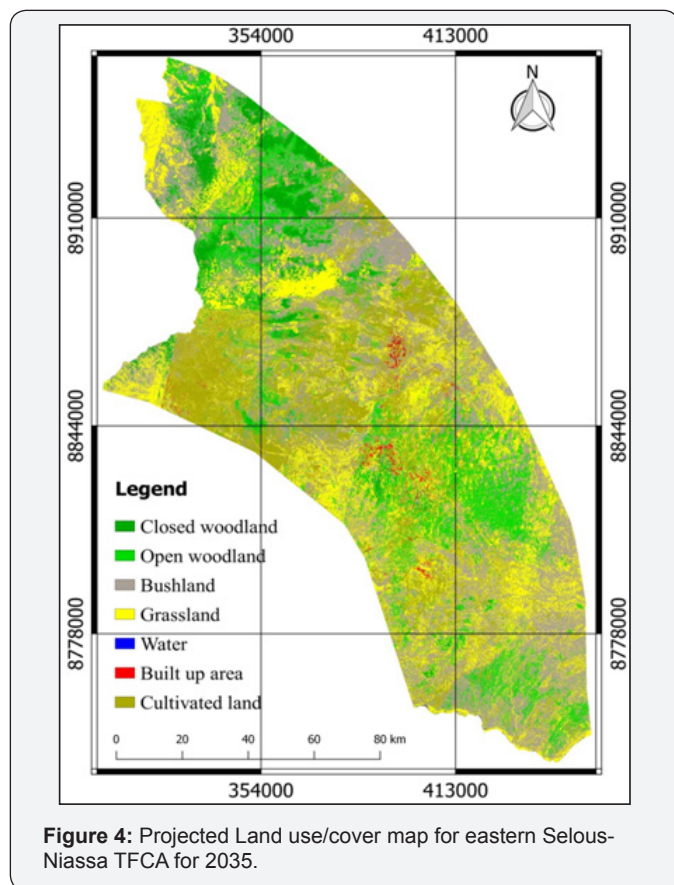 354000 413000
N
8910000 8910000
8844000 8844000
Legend
Closed woodland
Open woodland
Bushland
Grassland
Water
Built up area
Cultivated land
8778000 8778000
0 20 40 60 80 km
354000 413000
Figure 4: Projected Land use/cover map for eastern Selous-
Niassa TFCA for 2035.